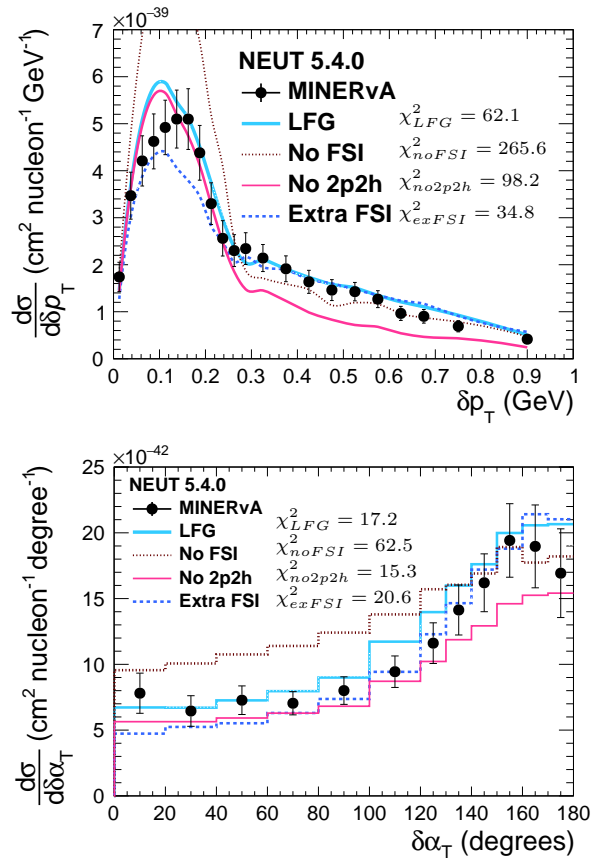 ×10⁻³⁹
7
6
5
4
3
2
1
0
dσ/dδp_T (cm² nucleon⁻¹ GeV⁻¹)
NEUT 5.4.0
MINERvA
LFG χ²_LFG = 62.1
No FSI χ²_noFSI = 265.6
No 2p2h χ²_no2p2h = 98.2
Extra FSI χ²_exFSI = 34.8
0 0.1 0.2 0.3 0.4 0.5 0.6 0.7 0.8 0.9 1
δp_T (GeV)
×10⁻⁴²
25
20
15
10
5
0
dσ/dδα_T (cm² nucleon⁻¹ degree⁻¹)
NEUT 5.4.0
MINERvA
LFG χ²_LFG = 17.2
No FSI χ²_noFSI = 62.5
No 2p2h χ²_no2p2h = 15.3
Extra FSI χ²_exFSI = 20.6
0 20 40 60 80 100 120 140 160 180
δα_T (degrees)